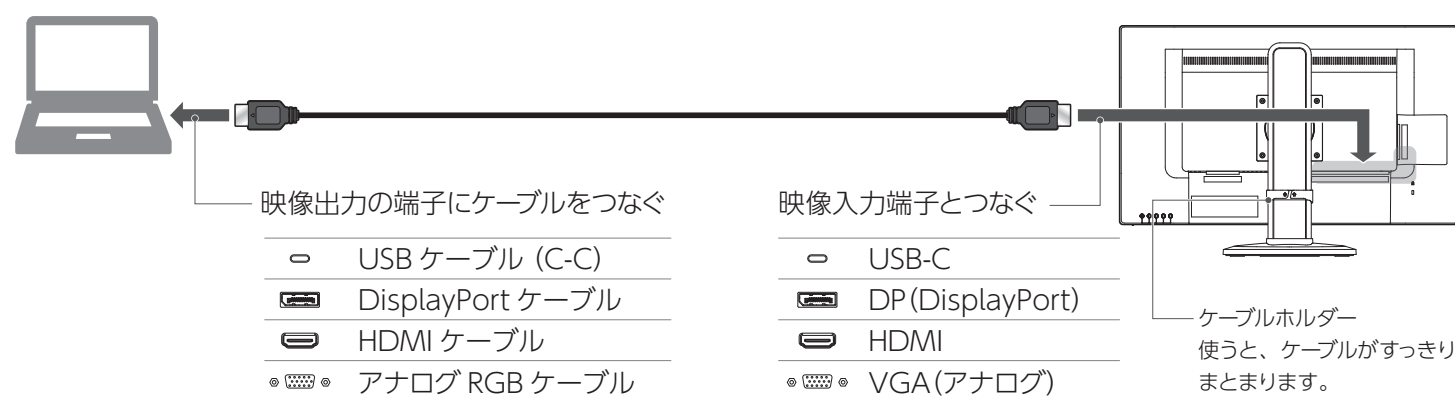 映像出力の端子にケーブルをつなぐ
USB ケーブル (C-C)
DisplayPort ケーブル
HDMI ケーブル
アナログ RGB ケーブル
映像入力端子とつなぐ
USB-C
DP(DisplayPort)
HDMI
VGA(アナログ)
ケーブルホルダー
使うと、ケーブルがすっきり
まとまります。